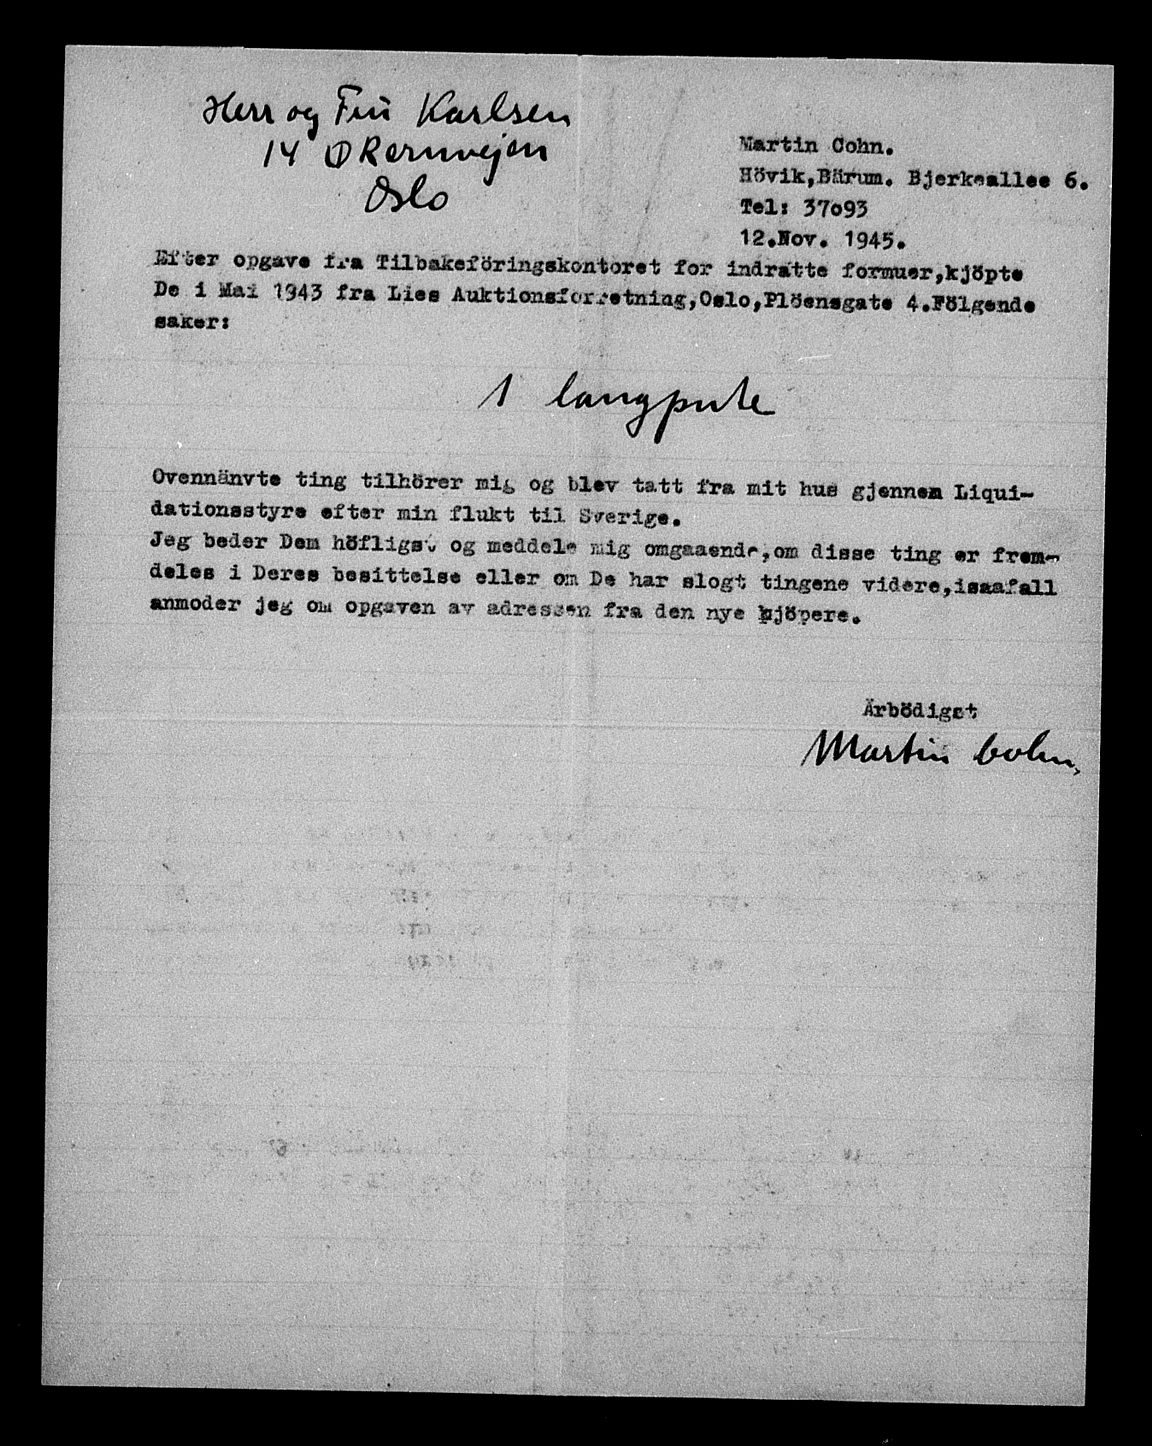 Herr og Fru Karlsen
14 Økernveien
Oslo
Martin Cohn.
Hövik,Bärum. Bjerkeallee 6.
Tel: 37o93
12.Nov. 1945.
Efter opgave fra Tilbakeföringskontoret for indratte formuer,kjöpte
De i Mai 1943 fra Lies Auktionsforretning,Oslo,Plöensgate 4.Fölgende
saker:
1 langpute
Ovennänvte ting tilhörer mig og blev tatt fra mit hus gjennem Liqui-
dationsstyre efter min flukt til Sverige.
Jeg beder Dem höfligst og meddele mig omgaaende,om disse ting er frem-
deles i Deres besittelse eller om De har slogt tingene videre,isaafall
anmoder jeg om opgaven av adressen fra den nye kjöpere.
Ärbödigst
Martin Cohn.